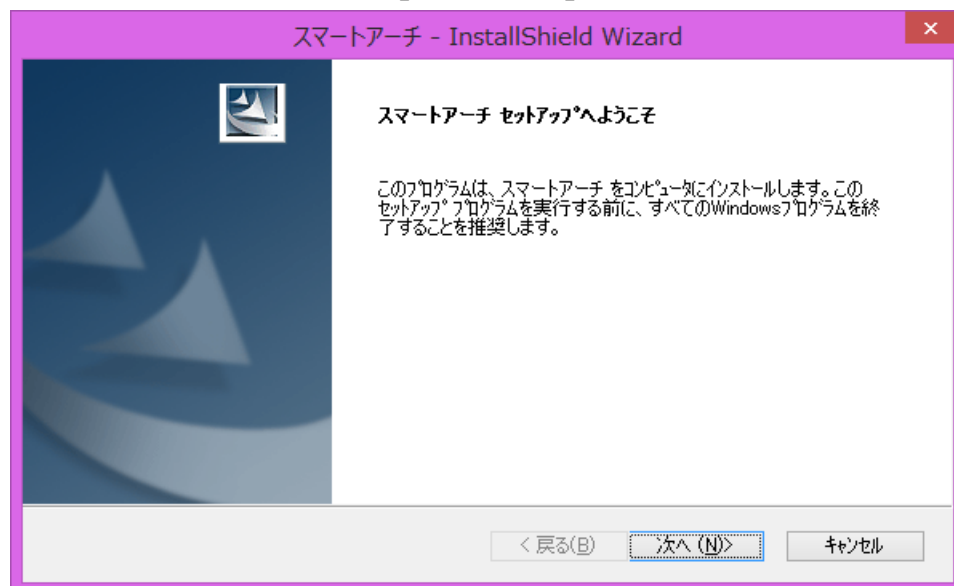 スマートアーチ - InstallShield Wizard
×
スマートアーチ セットアップへようこそ
このプログラムは、スマートアーチ をコンピュータにインストールします。この
セットアップ プログラムを実行する前に、すべてのWindowsプログラムを終
了することを推奨します。
< 戻る(B) 次へ (N)> キャンセル